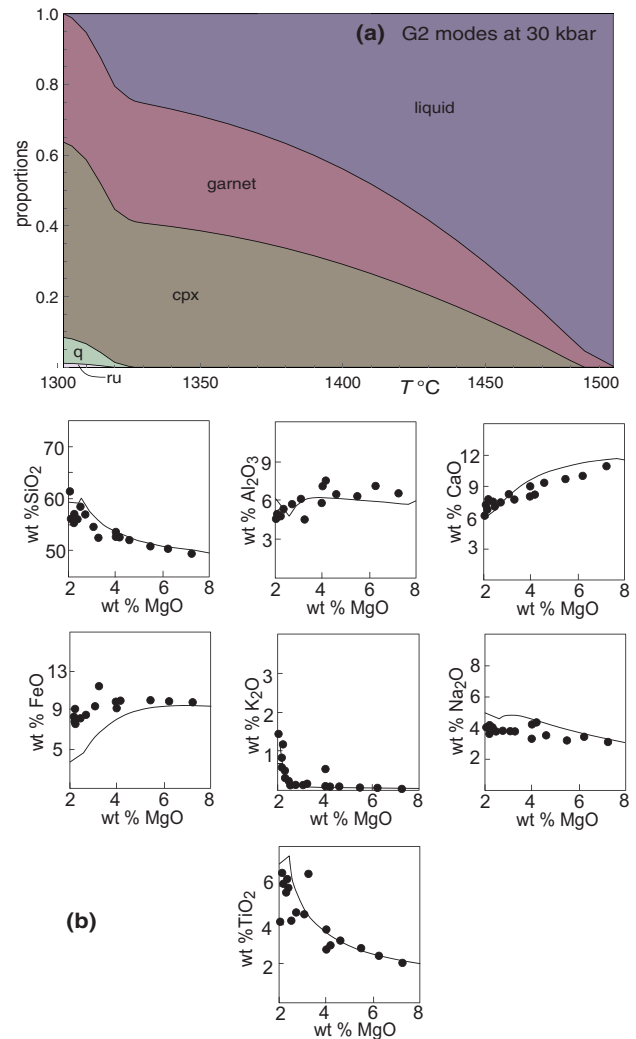 (a) G2 modes at 30 kbar
1.0
0.8
0.6
0.4
0.2
proportions
liquid
garnet
cpx
q
ru
1300
1350
1400
1450
1500
T °C
70
60
50
wt %SiO2
2 4 6 8
wt % MgO
9
6
3
wt % Al2O3
2 4 6 8
wt % MgO
12
9
6
3
wt % CaO
2 4 6 8
wt % MgO
13
9
5
wt % FeO
2 4 6 8
wt % MgO
3
2
1
wt % K2O
2 4 6 8
wt % MgO
8
6
4
2
wt % Na2O
2 4 6 8
wt % MgO
(b)
6
4
2
wt %TiO2
2 4 6 8
wt % MgO